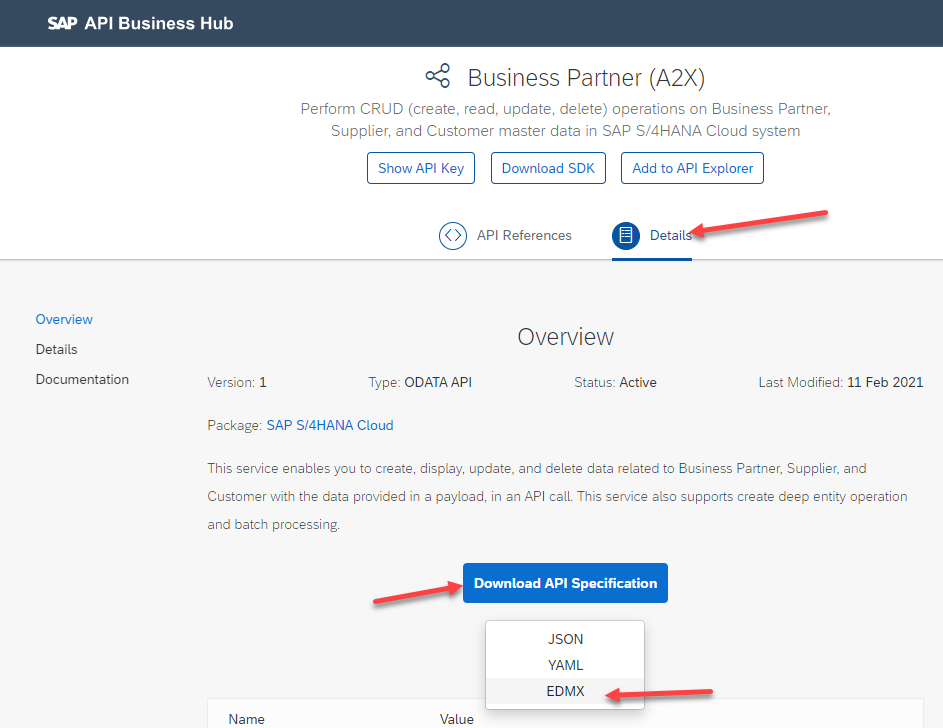 SAP API Business Hub
Business Partner (A2X)
Perform CRUD (create, read, update, delete) operations on Business Partner,
Supplier, and Customer master data in SAP S/4HANA Cloud system
Show API Key Download SDK Add to API Explorer
API References Details
Overview
Details
Documentation
Overview
Version: 1 Type: ODATA API Status: Active Last Modified: 11 Feb 2021
Package: SAP S/4HANA Cloud
This service enables you to create, display, update, and delete data related to Business Partner, Supplier, and
Customer with the data provided in a payload, in an API call. This service also supports create deep entity operation
and batch processing.
Download API Specification
JSON
YAML
EDMX
Name Value